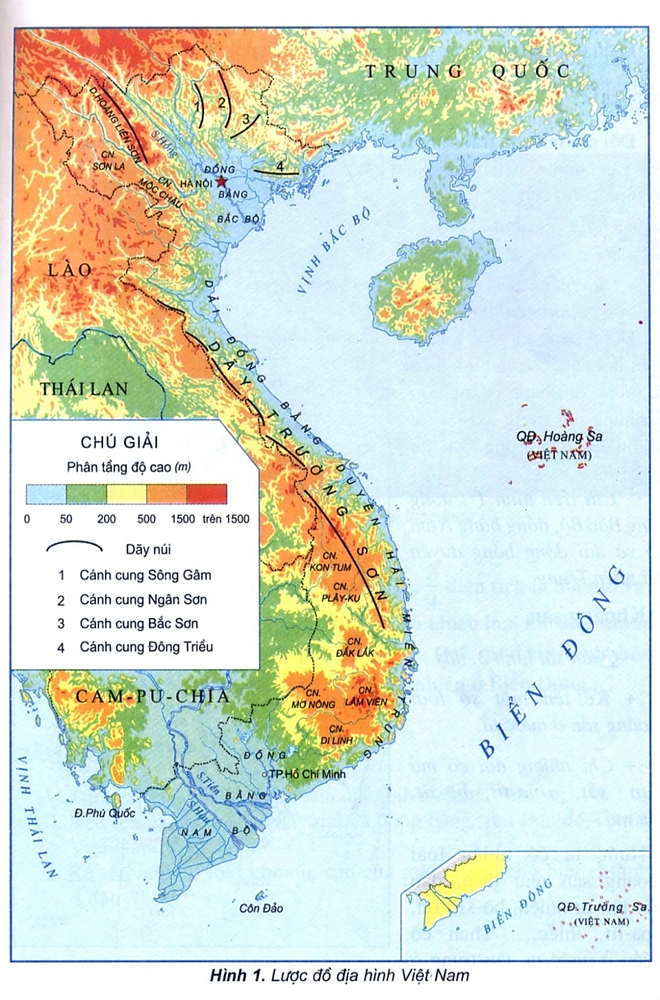 TRUNG QUỐC
D.HOÀNG LIÊN SƠN
1
2
3
4
S.Hồng
CN.
SƠN LA
CN.
MỘC CHÂU
ĐỒNG
HÀ NỘI
BẰNG
BẮC BỘ
VỊNH BẮC BỘ
LÀO
THÁI LAN
DẢI ĐỒNG BẰNG DUYÊN HẢI MIỀN TRUNG
DÃY TRƯỜNG SƠN
QĐ. Hoàng Sa
(VIỆT NAM)
CHÚ GIẢI
Phân tầng độ cao (m)
0 50 200 500 1500 trên 1500
Dãy núi
1 Cánh cung Sông Gâm
2 Cánh cung Ngân Sơn
3 Cánh cung Bắc Sơn
4 Cánh cung Đông Triều
CN.
KON TUM
CN.
PLÂY-KU
CN.
ĐẮK LẮK
CN.
MƠ NÔNG
CN.
LÂM VIÊN
CN.
DI LINH
BIỂN ĐÔNG
CAM-PU-CHIA
ĐỒNG
TP.Hồ Chí Minh
BẰNG
S.Tiền
S.Hậu
NAM BỘ
VỊNH THÁI LAN
Đ.Phú Quốc
Côn Đảo
BIỂN ĐÔNG
QĐ. Trường Sa
(VIỆT NAM)
Hình 1. Lược đồ địa hình Việt Nam